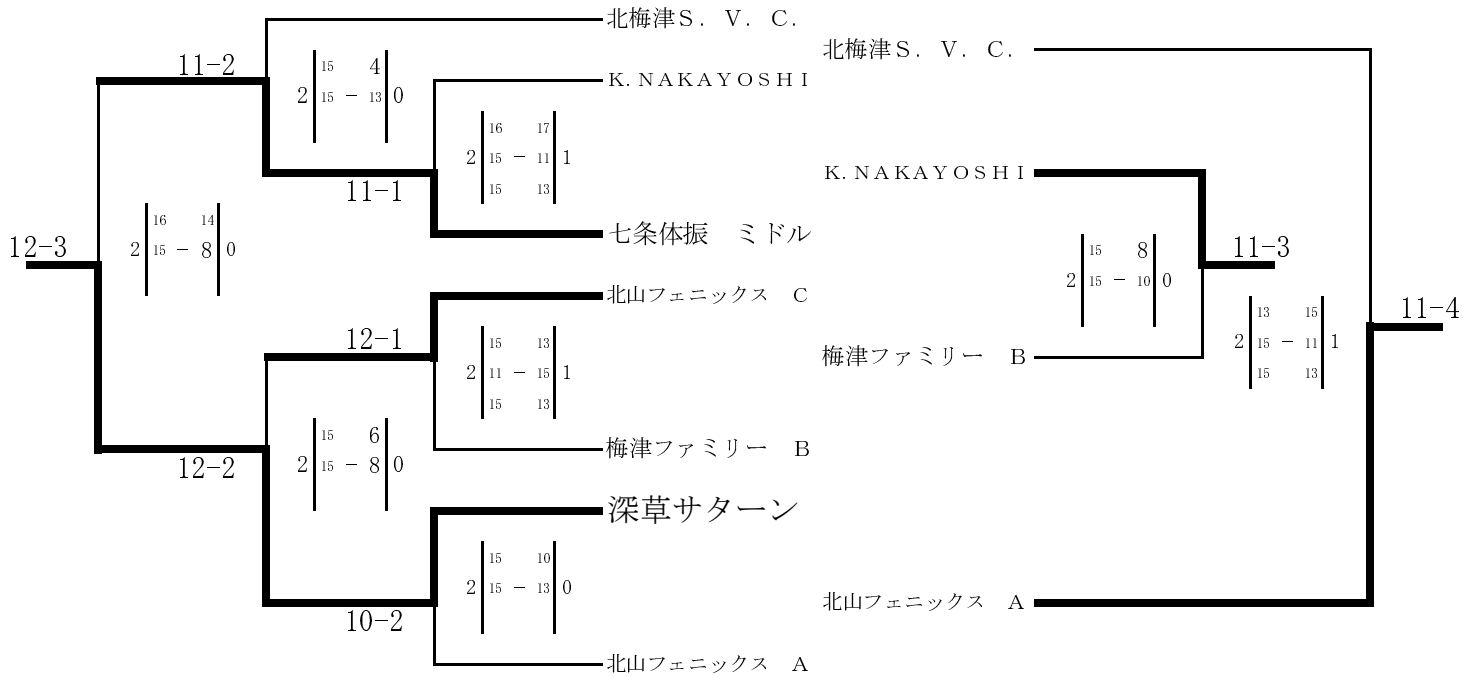 北梅津Ｓ．Ｖ．Ｃ．
11-2
15 4
2 15 － 13 0
Ｋ．ＮＡＫＡＹＯＳＨＩ
16 17
2 15 － 11 1
15 13
11-1
七条体振　ミドル
16 14
2 15 － 8 0
12-3
北山フェニックス　Ｃ
12-1
15 13
2 11 － 15 1
15 13
梅津ファミリー　Ｂ
12-2
15 6
2 15 － 8 0
深草サターン
15 10
2 15 － 13 0
10-2
北山フェニックス　Ａ
北梅津Ｓ．Ｖ．Ｃ．
Ｋ．ＮＡＫＡＹＯＳＨＩ
11-3
15 8
2 15 － 10 0
梅津ファミリー　Ｂ
11-4
13 15
2 15 － 11 1
15 13
北山フェニックス　Ａ